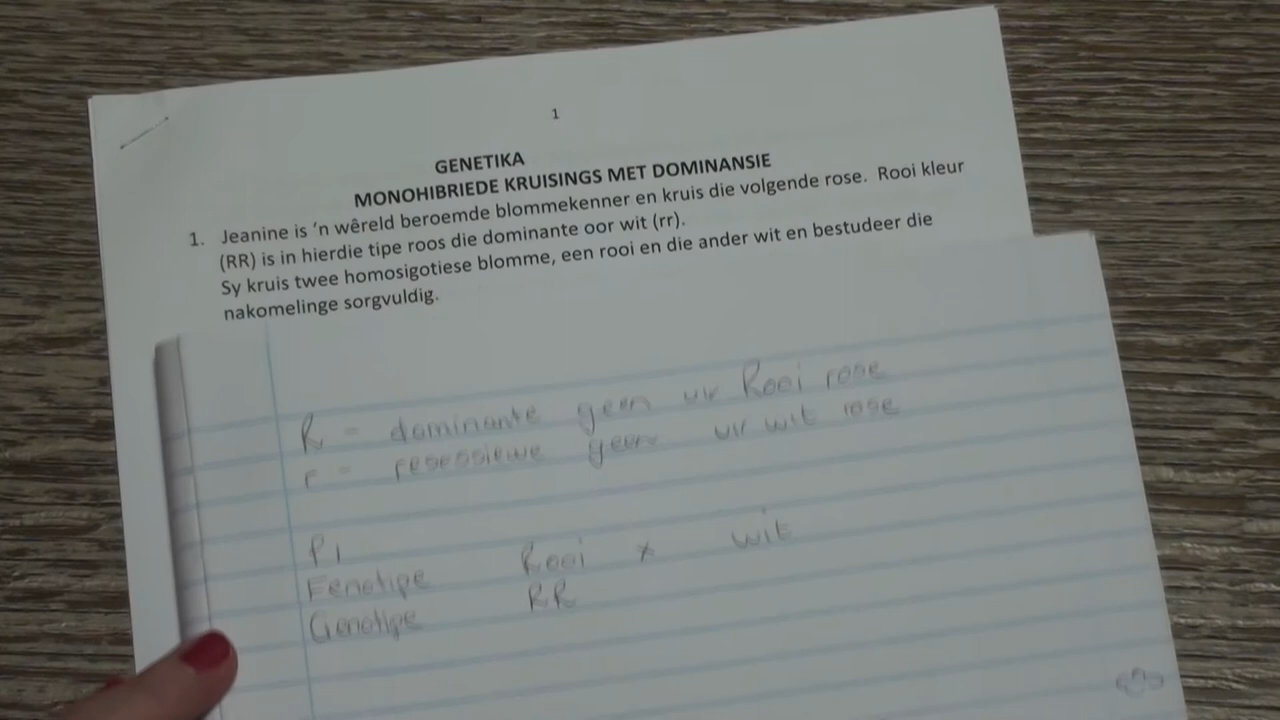 1
GENETIKA
MONOHIBRIEDE KRUISINGS MET DOMINANSIE
1. Jeanine is 'n wêreld beroemde blommekenner en kruis die volgende rose. Rooi kleur
(RR) is in hierdie tipe roos die dominante oor wit (rr).
Sy kruis twee homosigotiese blomme, een rooi en die ander wit en bestudeer die
nakomelinge sorgvuldig.
R - dominante geen vir Rooi rose
r - resessiewe geen vir wit rose
P1
Fenotipe Rooi x wit
Genotipe RR